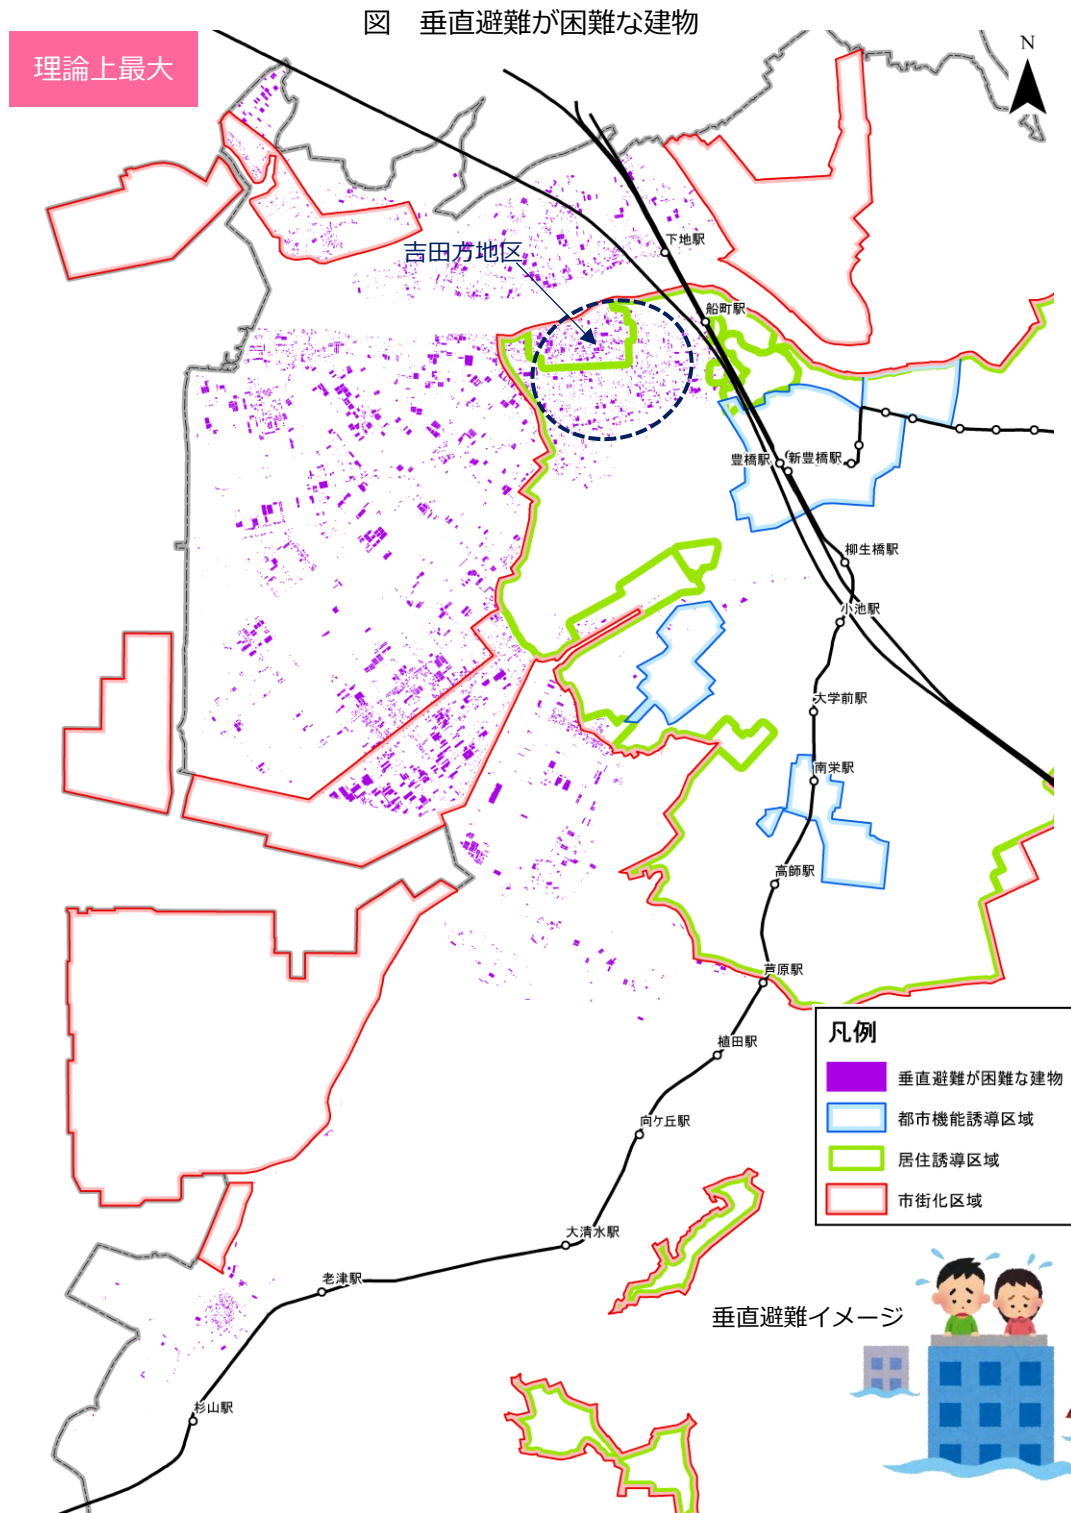 図 垂直避難が困難な建物
理論上最大
N
下地駅
吉田方地区
船町駅
豊橋駅
新豊橋駅
柳生橋駅
小池駅
大学前駅
南栄駅
高師駅
芦原駅
植田駅
向ケ丘駅
大清水駅
老津駅
杉山駅
凡例
垂直避難が困難な建物
都市機能誘導区域
居住誘導区域
市街化区域
垂直避難イメージ